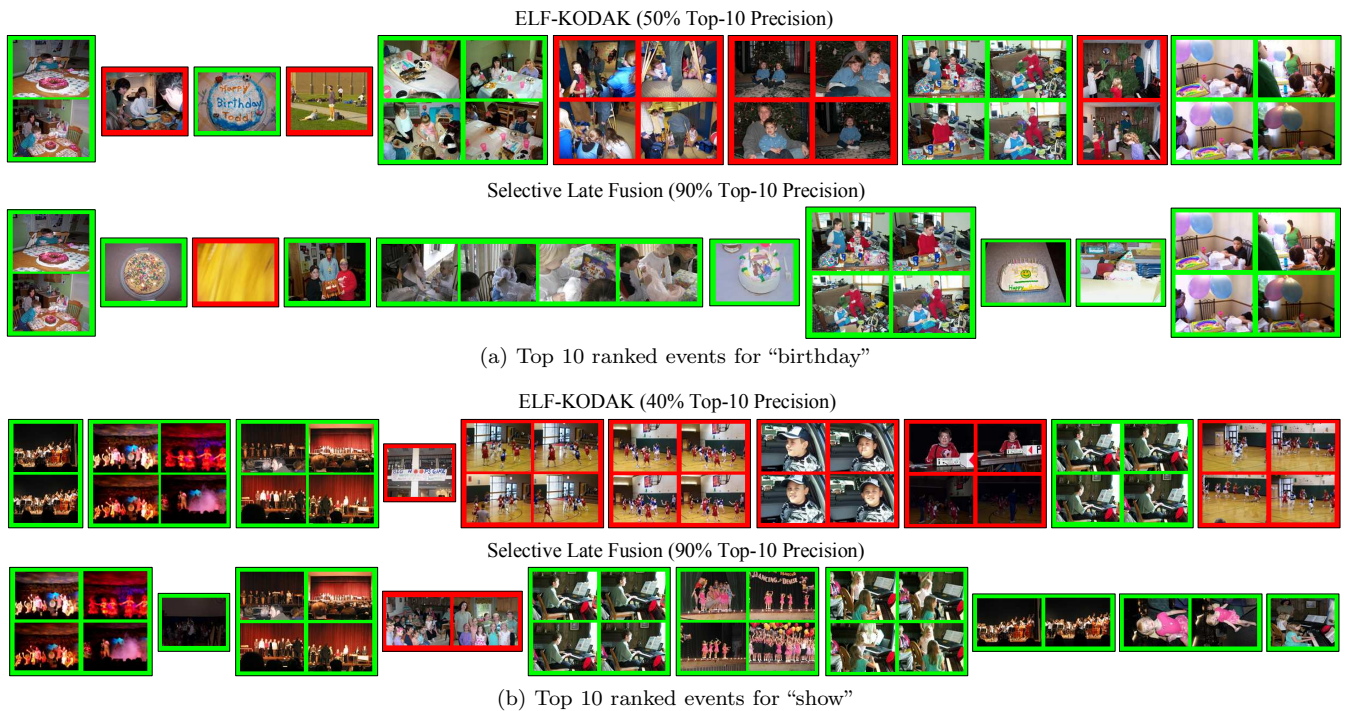 ELF-KODAK (50% Top-10 Precision)
Happy
Birthday
Todd!
Selective Late Fusion (90% Top-10 Precision)
Happy
(a) Top 10 ranked events for “birthday”
ELF-KODAK (40% Top-10 Precision)
Selective Late Fusion (90% Top-10 Precision)
(b) Top 10 ranked events for “show”